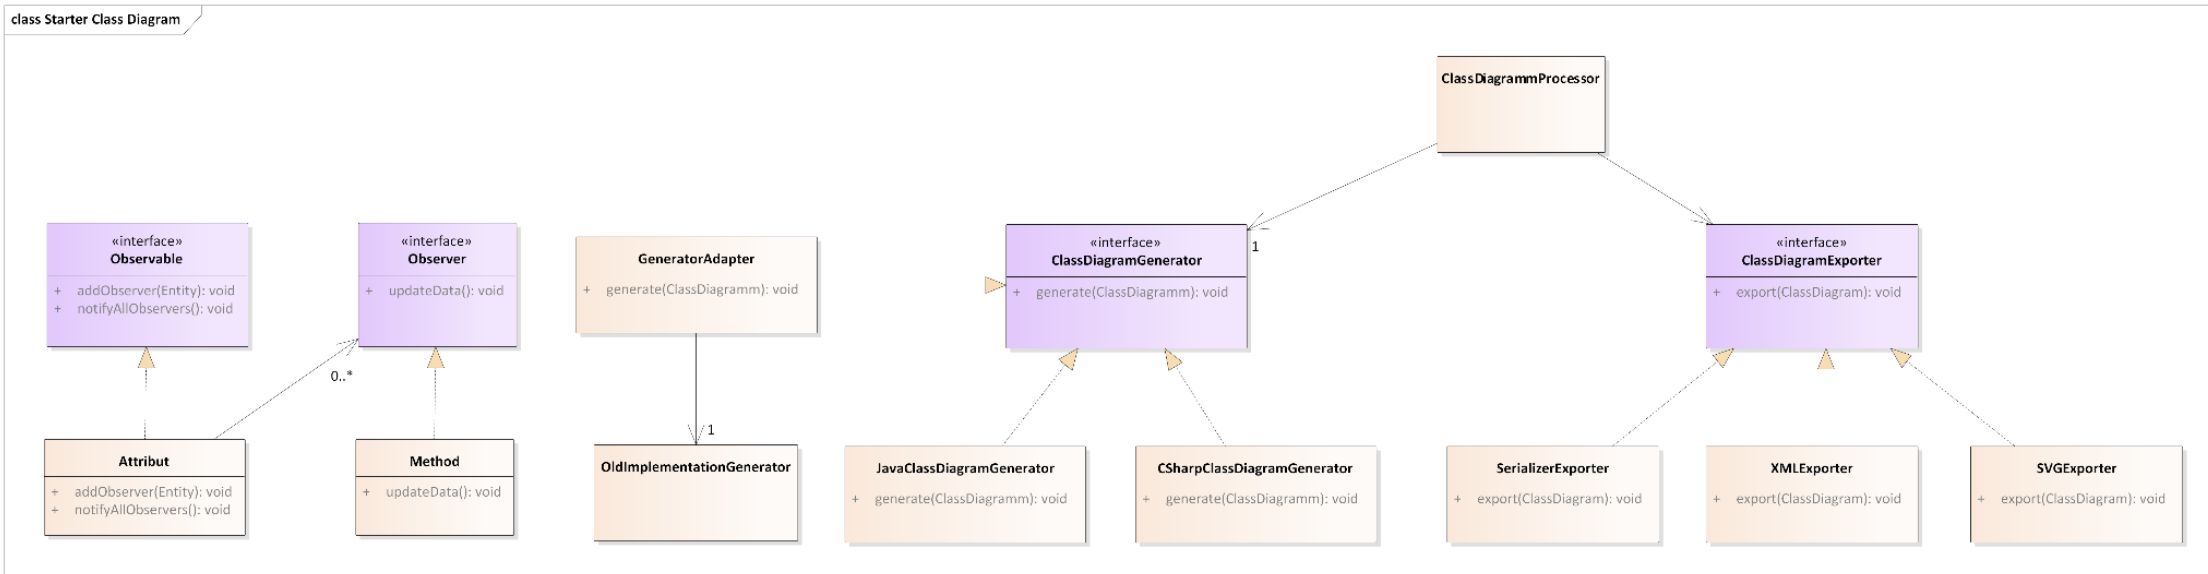 class Starter Class Diagram
ClassDiagrammProcessor
«interface»
Observable
+ addObserver(Entity): void
+ notifyAllObservers(): void
«interface»
Observer
+ updateData(): void
GeneratorAdapter
+ generate(ClassDiagramm): void
«interface»
ClassDiagramGenerator
+ generate(ClassDiagramm): void
1
«interface»
ClassDiagramExporter
+ export(ClassDiagram): void
0..*
1
Attribut
+ addObserver(Entity): void
+ notifyAllObservers(): void
Method
+ updateData(): void
OldImplementationGenerator
JavaClassDiagramGenerator
+ generate(ClassDiagramm): void
CSharpClassDiagramGenerator
+ generate(ClassDiagramm): void
SerializerExporter
+ export(ClassDiagram): void
XMLExporter
+ export(ClassDiagram): void
SVGExporter
+ export(ClassDiagram): void